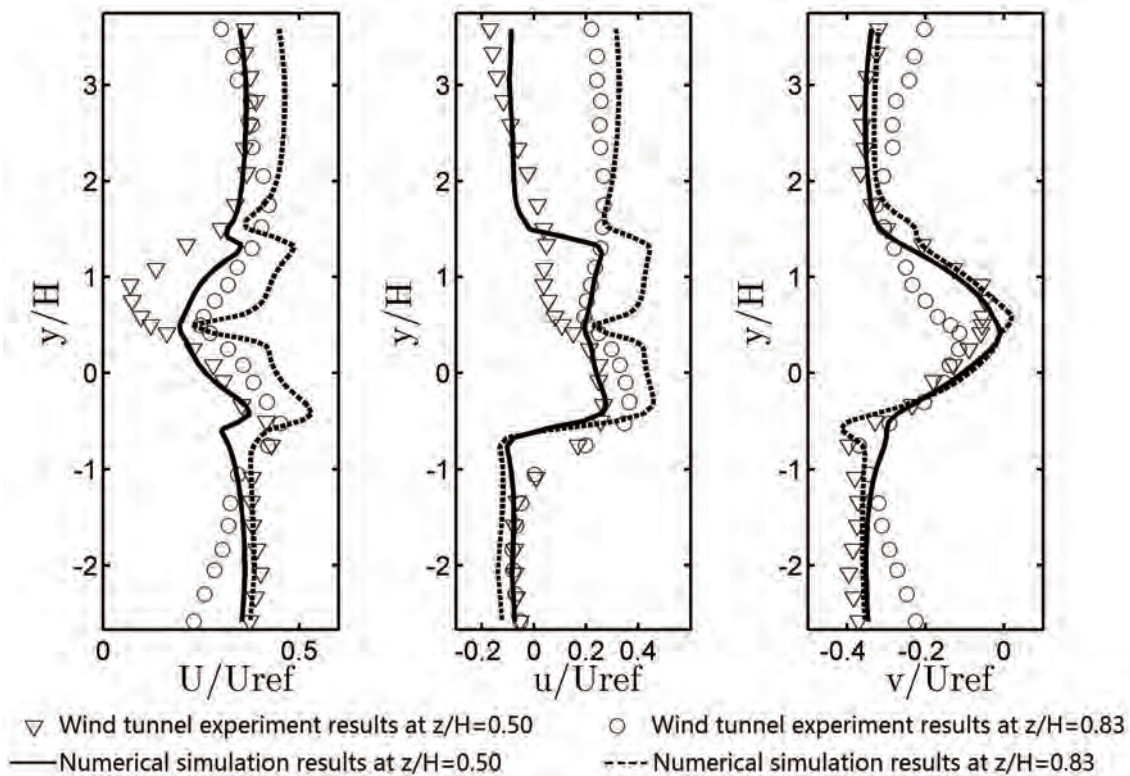 3
2
1
0
-1
-2
y/H
0
0.5
U/Uref
3
2
1
0
-1
-2
y/H
-0.2
0
0.2
0.4
u/Uref
3
2
1
0
-1
-2
y/H
-0.4
-0.2
0
v/Uref
Wind tunnel experiment results at z/H=0.50
Wind tunnel experiment results at z/H=0.83
Numerical simulation results at z/H=0.50
Numerical simulation results at z/H=0.83